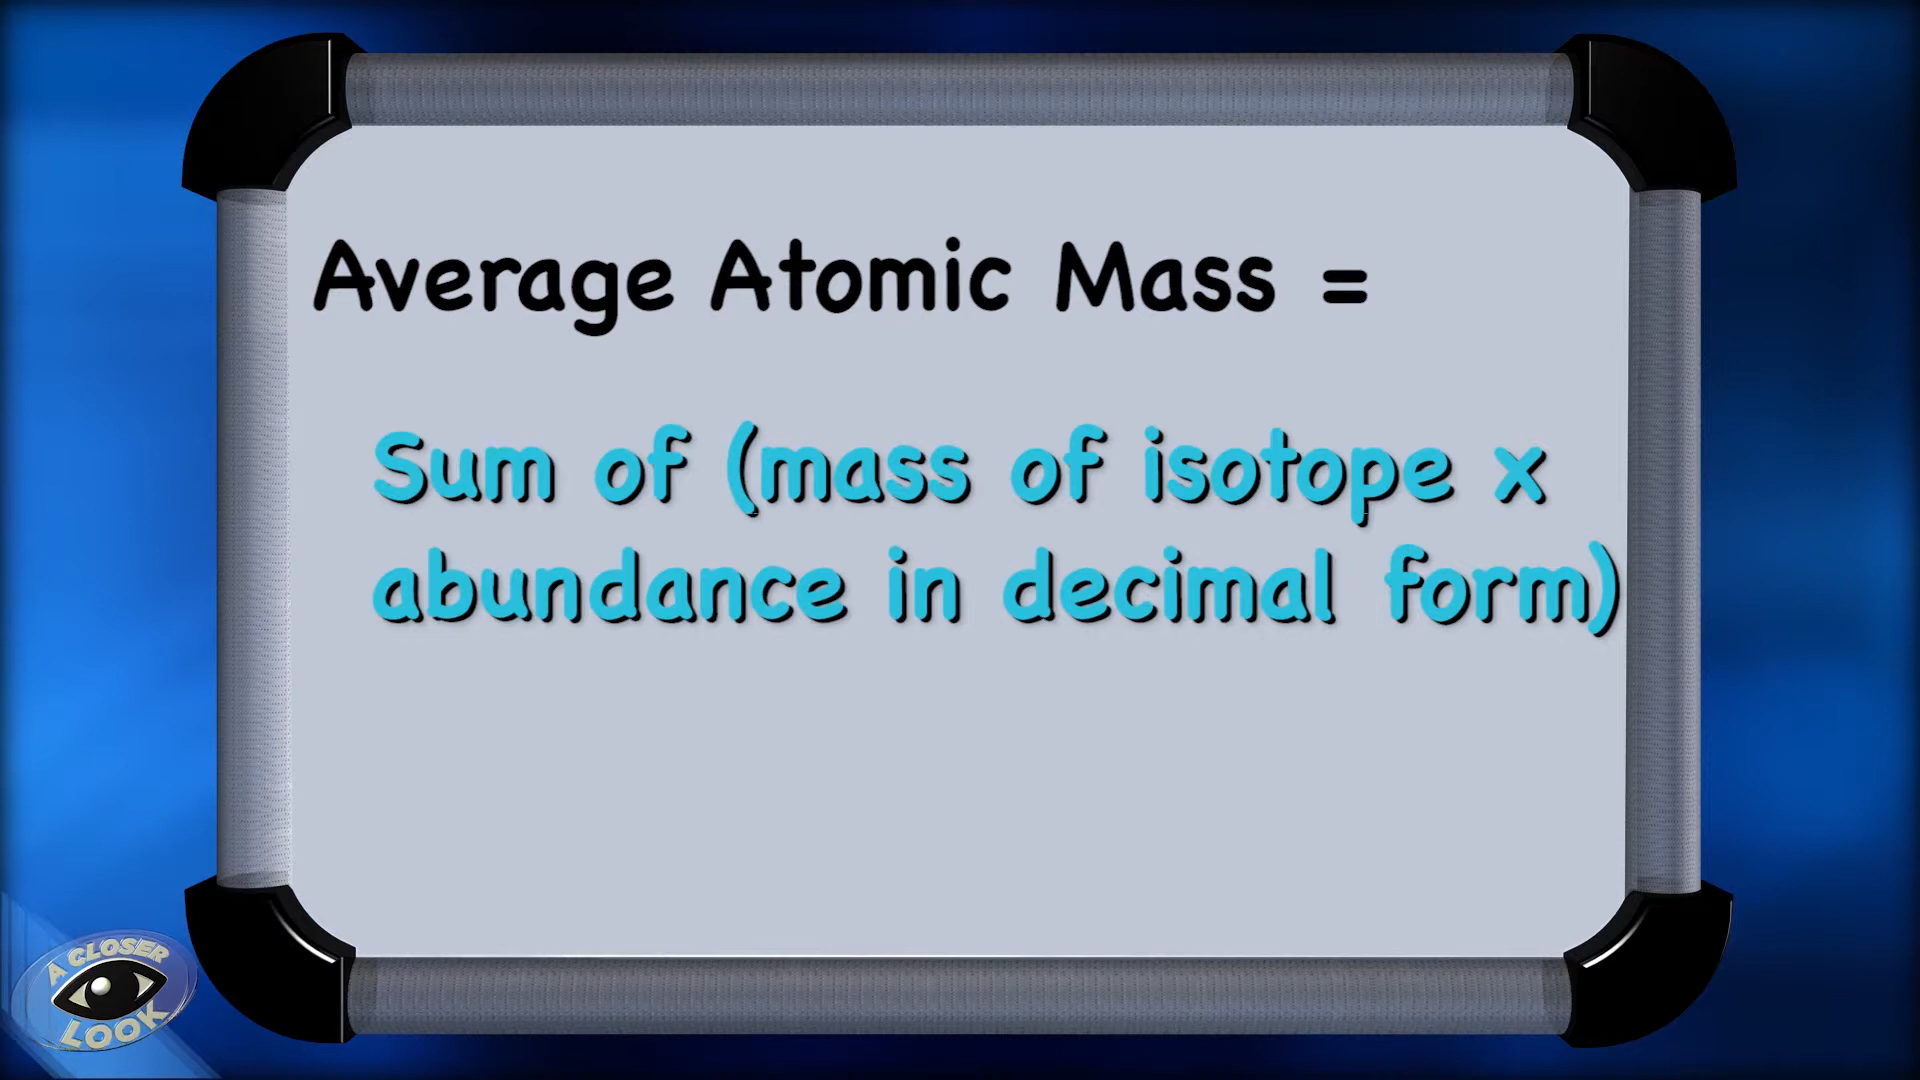 Average Atomic Mass =
Sum of (mass of isotope x
abundance in decimal form)
A CLOSER
LOOK